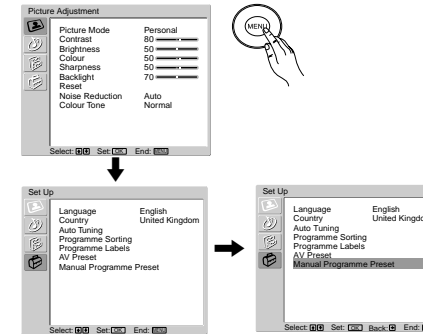 Picture Adjustment
Picture Mode Personal
Contrast 80
Brightness 50
Colour 50
Sharpness 50
Backlight 70
Reset
Noise Reduction Auto
Colour Tone Normal
Select: Set: OK End: MENU
MENU
Set Up
Language English
Country United Kingdom
Auto Tuning
Programme Sorting
Programme Labels
AV Preset
Manual Programme Preset
Select: Set: OK End: MENU
Set Up
Language English
Country United Kingdo
Auto Tuning
Programme Sorting
Programme Labels
AV Preset
Manual Programme Preset
Select: Set: OK Back: End: